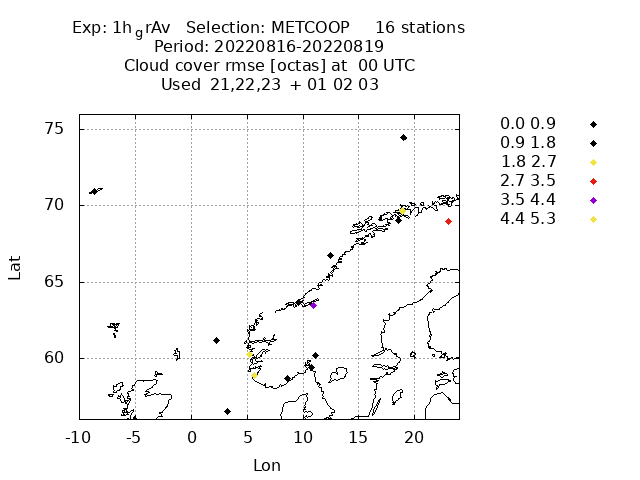 Exp: 1hgrAv   Selection: METCOOP     16 stations
Period: 20220816-20220819
Cloud cover rmse [octas] at  00 UTC
Used  21,22,23  + 01 02 03
0.0 0.9
0.9 1.8
1.8 2.7
2.7 3.5
3.5 4.4
4.4 5.3
75
70
65
60
Lat
-10 -5 0 5 10 15 20
Lon